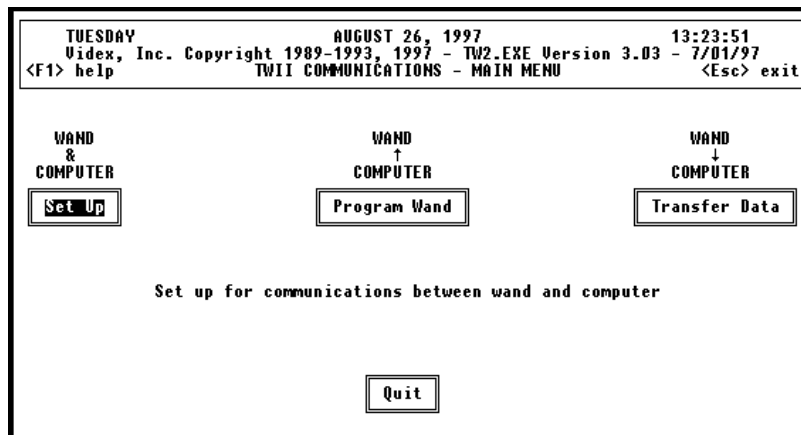 TUESDAY AUGUST 26, 1997 13:23:51
Videx, Inc. Copyright 1989-1993, 1997 - TW2.EXE Version 3.03 - 7/01/97
<F1> help TWII COMMUNICATIONS - MAIN MENU <Esc> exit
WAND WAND WAND
& ↑ ↓
COMPUTER COMPUTER COMPUTER
Set Up Program Wand Transfer Data
Set up for communications between wand and computer
Quit